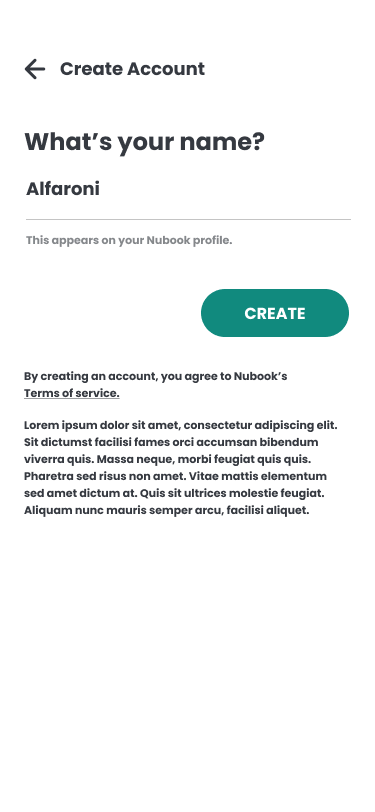 Create Account
What’s your name?
Alfaroni
This appears on your Nubook profile.
CREATE
By creating an account, you agree to Nubook’s
Terms of service.
Lorem ipsum dolor sit amet, consectetur adipiscing elit.
Sit dictumst facilisi fames orci accumsan bibendum
viverra quis. Massa neque, morbi feugiat quis quis.
Pharetra sed risus non amet. Vitae mattis elementum
sed amet dictum at. Quis sit ultrices molestie feugiat.
Aliquam nunc mauris semper arcu, facilisi aliquet.